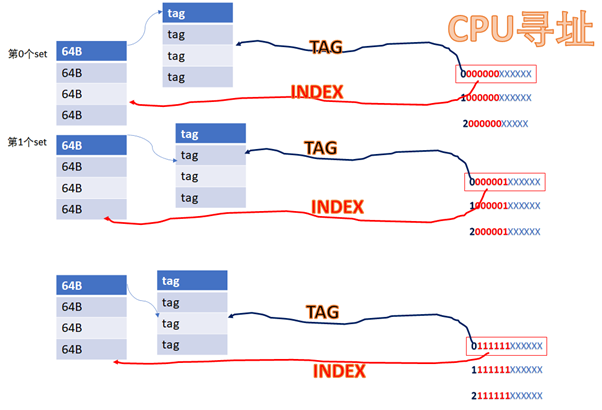 CPU寻址
第0个set
64B
64B
64B
64B
tag
tag
tag
tag
TAG
INDEX
0000000XXXXXX
1000000XXXXXX
2000000XXXXX
第1个set
64B
64B
64B
64B
tag
tag
tag
tag
TAG
INDEX
0000001XXXXXX
1000001XXXXXX
2000001XXXXXX
64B
64B
64B
64B
tag
tag
tag
tag
TAG
INDEX
0111111XXXXXX
1111111XXXXXX
2111111XXXXXX